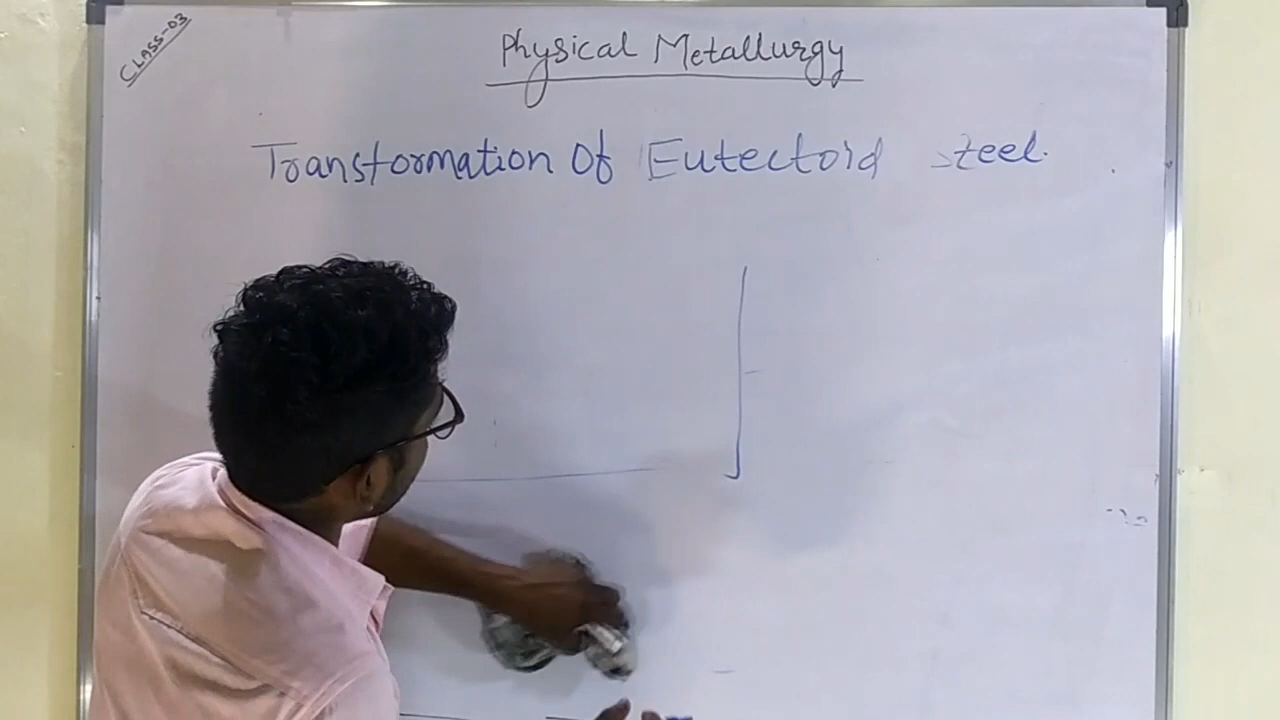 CLASS-03
Physical Metallurgy
Transformation Of Eutectoid steel.